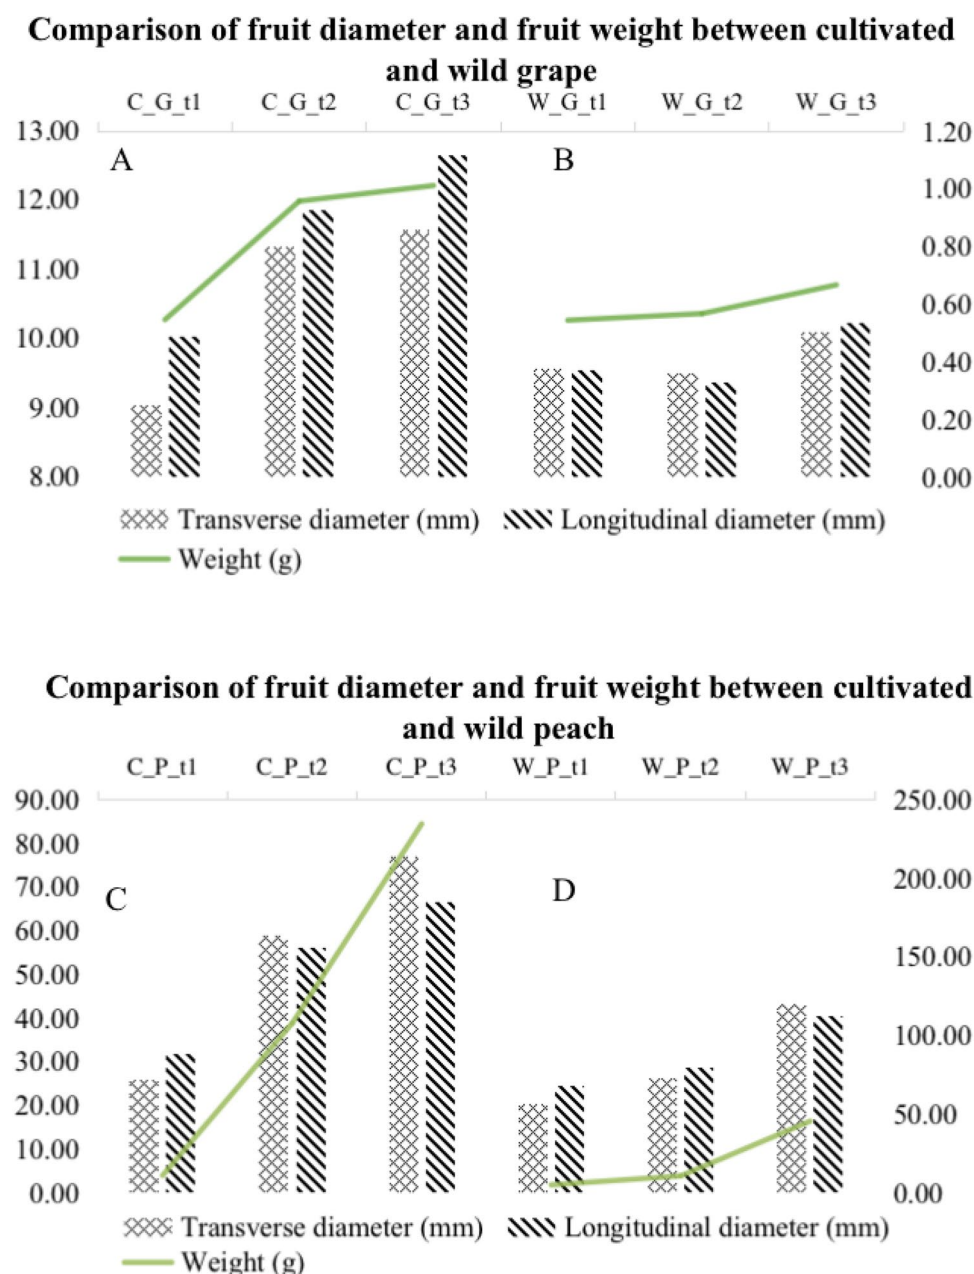 Comparison of fruit diameter and fruit weight between cultivated
and wild grape
C_G_t1 C_G_t2 C_G_t3 W_G_t1 W_G_t2 W_G_t3
13.00 1.20
A B
12.00 1.00
11.00 0.80
10.00 0.60
9.00 0.40
0.20
8.00 0.00
Transverse diameter (mm) Longitudinal diameter (mm)
Weight (g)
Comparison of fruit diameter and fruit weight between cultivated
and wild peach
C_P_t1 C_P_t2 C_P_t3 W_P_t1 W_P_t2 W_P_t3
90.00 250.00
80.00
70.00 200.00
C D
60.00
50.00 150.00
40.00 100.00
30.00
20.00 50.00
10.00
0.00 0.00
Transverse diameter (mm) Longitudinal diameter (mm)
Weight (g)